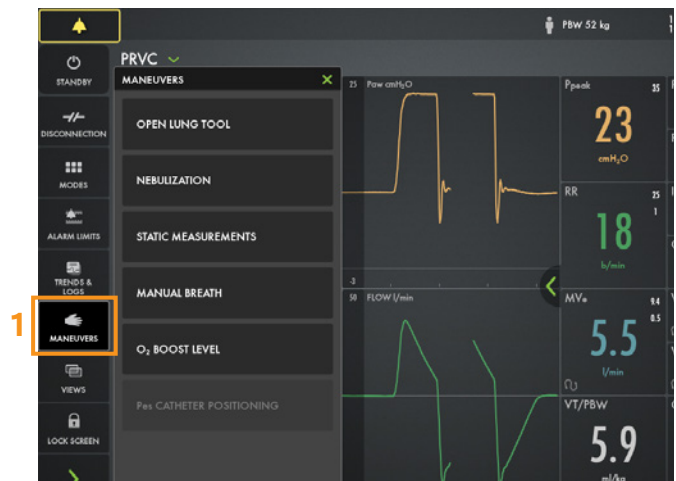 PBW 52 kg
STANDBY
DISCONNECTION
MODES
ALARM LIMITS
TRENDS &
LOGS
1
MANEUVERS
VIEWS
LOCK SCREEN
PRVC
MANEUVERS X
OPEN LUNG TOOL
NEBULIZATION
STATIC MEASUREMENTS
MANUAL BREATH
O₂ BOOST LEVEL
Pes CATHETER POSITIONING
25 Paw cmH₂O
-3
50 FLOW l/min
Ppeak 35
23
cmH₂O
RR 25
1
18
b/min
MVe 9.4
0.5
5.5
l/min
VT/PBW
5.9
ml/kg